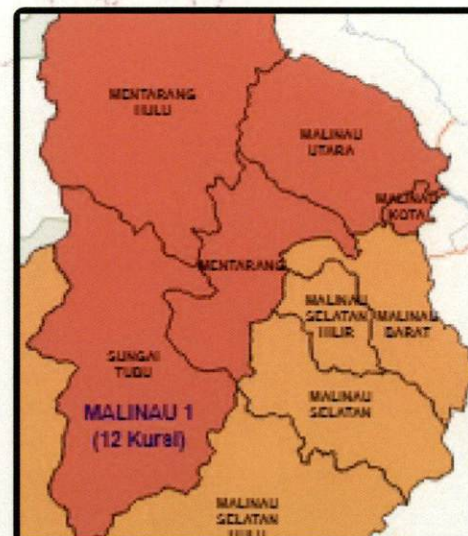 MENTARANG
HULU
MALINAU
UTARA
MALINAU
KOTA
MENTARANG
MALINAU
SELATAN
HILIR
MALINAU
BARAT
SUNGAI
TUBU
MALINAU 1
(12 Kursi)
MALINAU
SELATAN
MALINAU
SELATAN
HULU